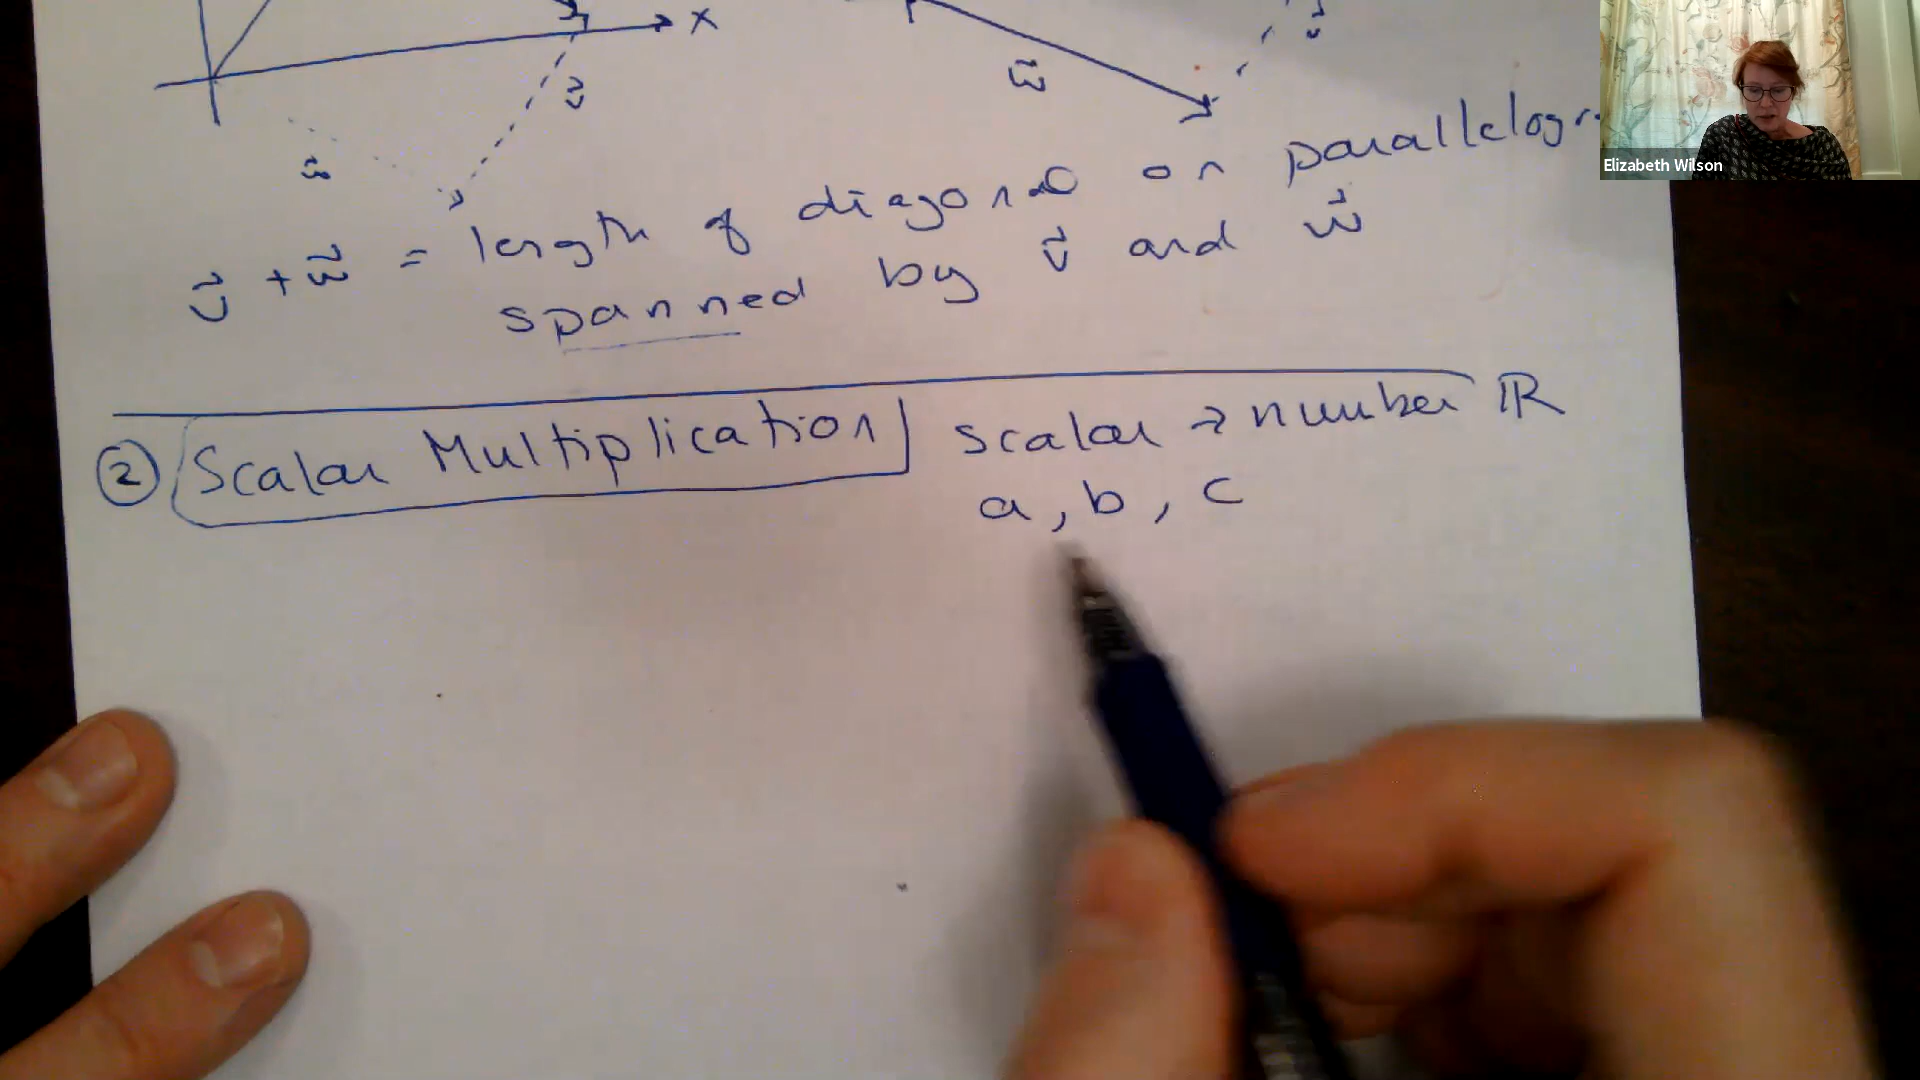 x
v⃗
w⃗
v⃗
w⃗
Elizabeth Wilson
v⃗ + w⃗ = length of diagonal on parallelogr
spanned by v⃗ and w⃗
② Scalar Multiplication scalar → number ℝ
a, b, c